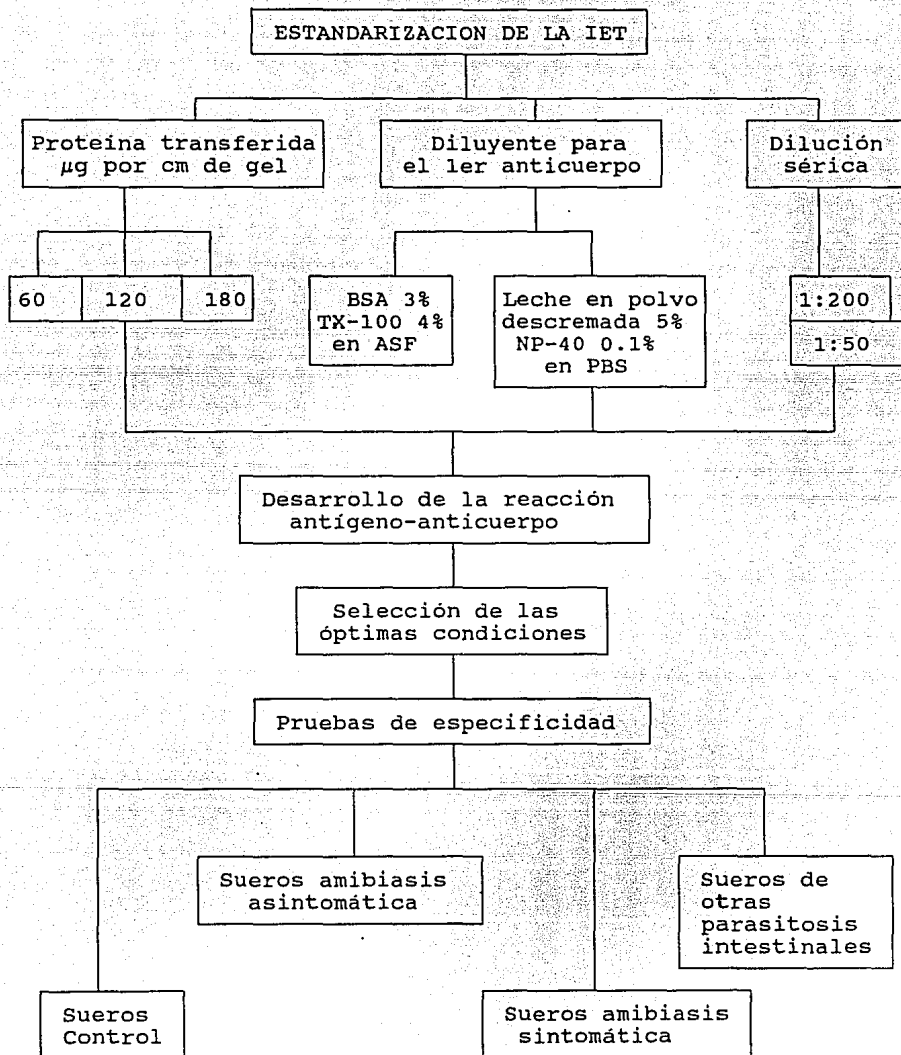 ESTANDARIZACION DE LA IET
Proteína transferida
µg por cm de gel
Diluyente para
el 1er anticuerpo
Dilución
sérica
60 120 180
BSA 3%
TX-100 4%
en ASF
Leche en polvo
descremada 5%
NP-40 0.1%
en PBS
1:200
1:50
Desarrollo de la reacción
antígeno-anticuerpo
Selección de las
óptimas condiciones
Pruebas de especificidad
Sueros amibiasis
asintomática
Sueros de
otras
parasitosis
intestinales
Sueros
Control
Sueros amibiasis
sintomática